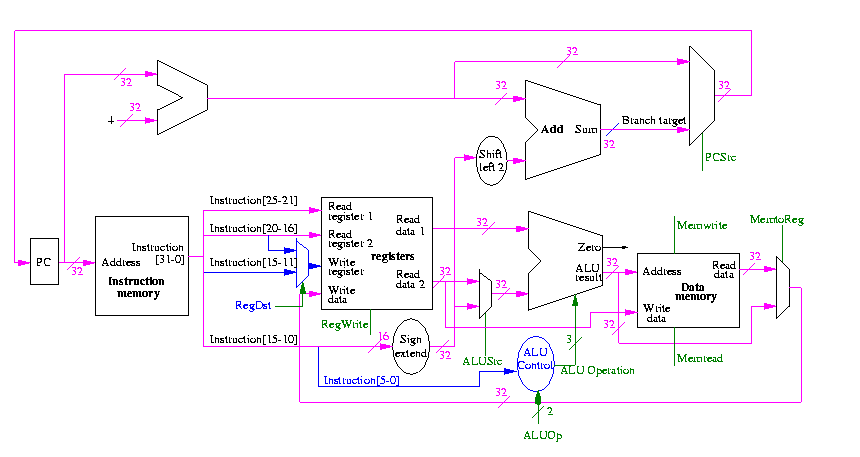 32
32
32
32
32
4
32
Shift
left 2
Add
Sum
32
Branch target
PCSrc
PC
32
Address
Instruction
[31-0]
Instruction
memory
Instruction[25-21]
Instruction[20-16]
Instruction[15-11]
RegDst
Read
register 1
Read
register 2
Write
register
Write
data
Read
data 1
registers
Read
data 2
RegWrite
32
32
32
Zero
ALU
result
32
32
Memwrite
Address
Read
data
Data
memory
Write
data
Memread
32
MemtoReg
Instruction[15-10]
16
Sign
extend
32
ALUSrc
ALU
Control
3
ALU Operation
Instruction[5-0]
32
2
ALUOp